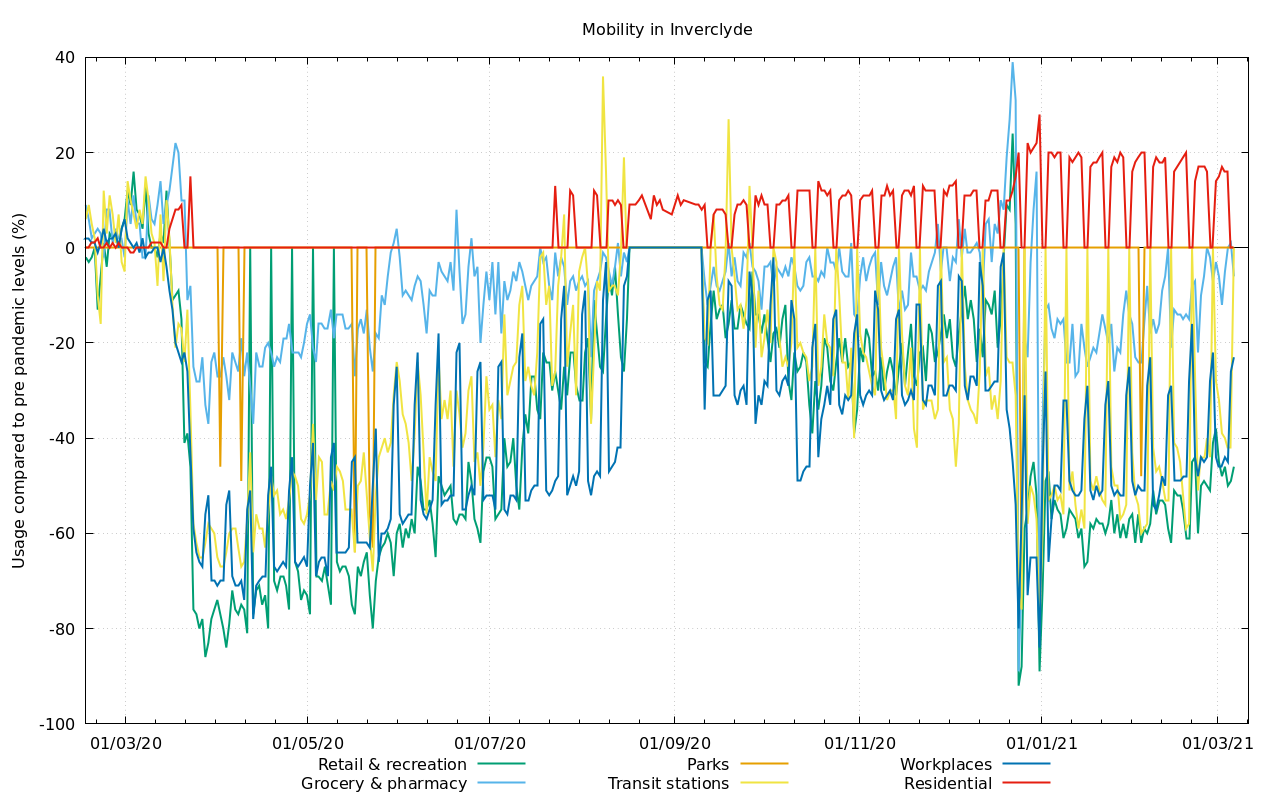 Mobility in Inverclyde
Usage compared to pre pandemic levels (%)
40
20
0
-20
-40
-60
-80
-100
01/03/20 01/05/20 01/07/20 01/09/20 01/11/20 01/01/21 01/03/21
Retail & recreation Parks Workplaces
Grocery & pharmacy Transit stations Residential